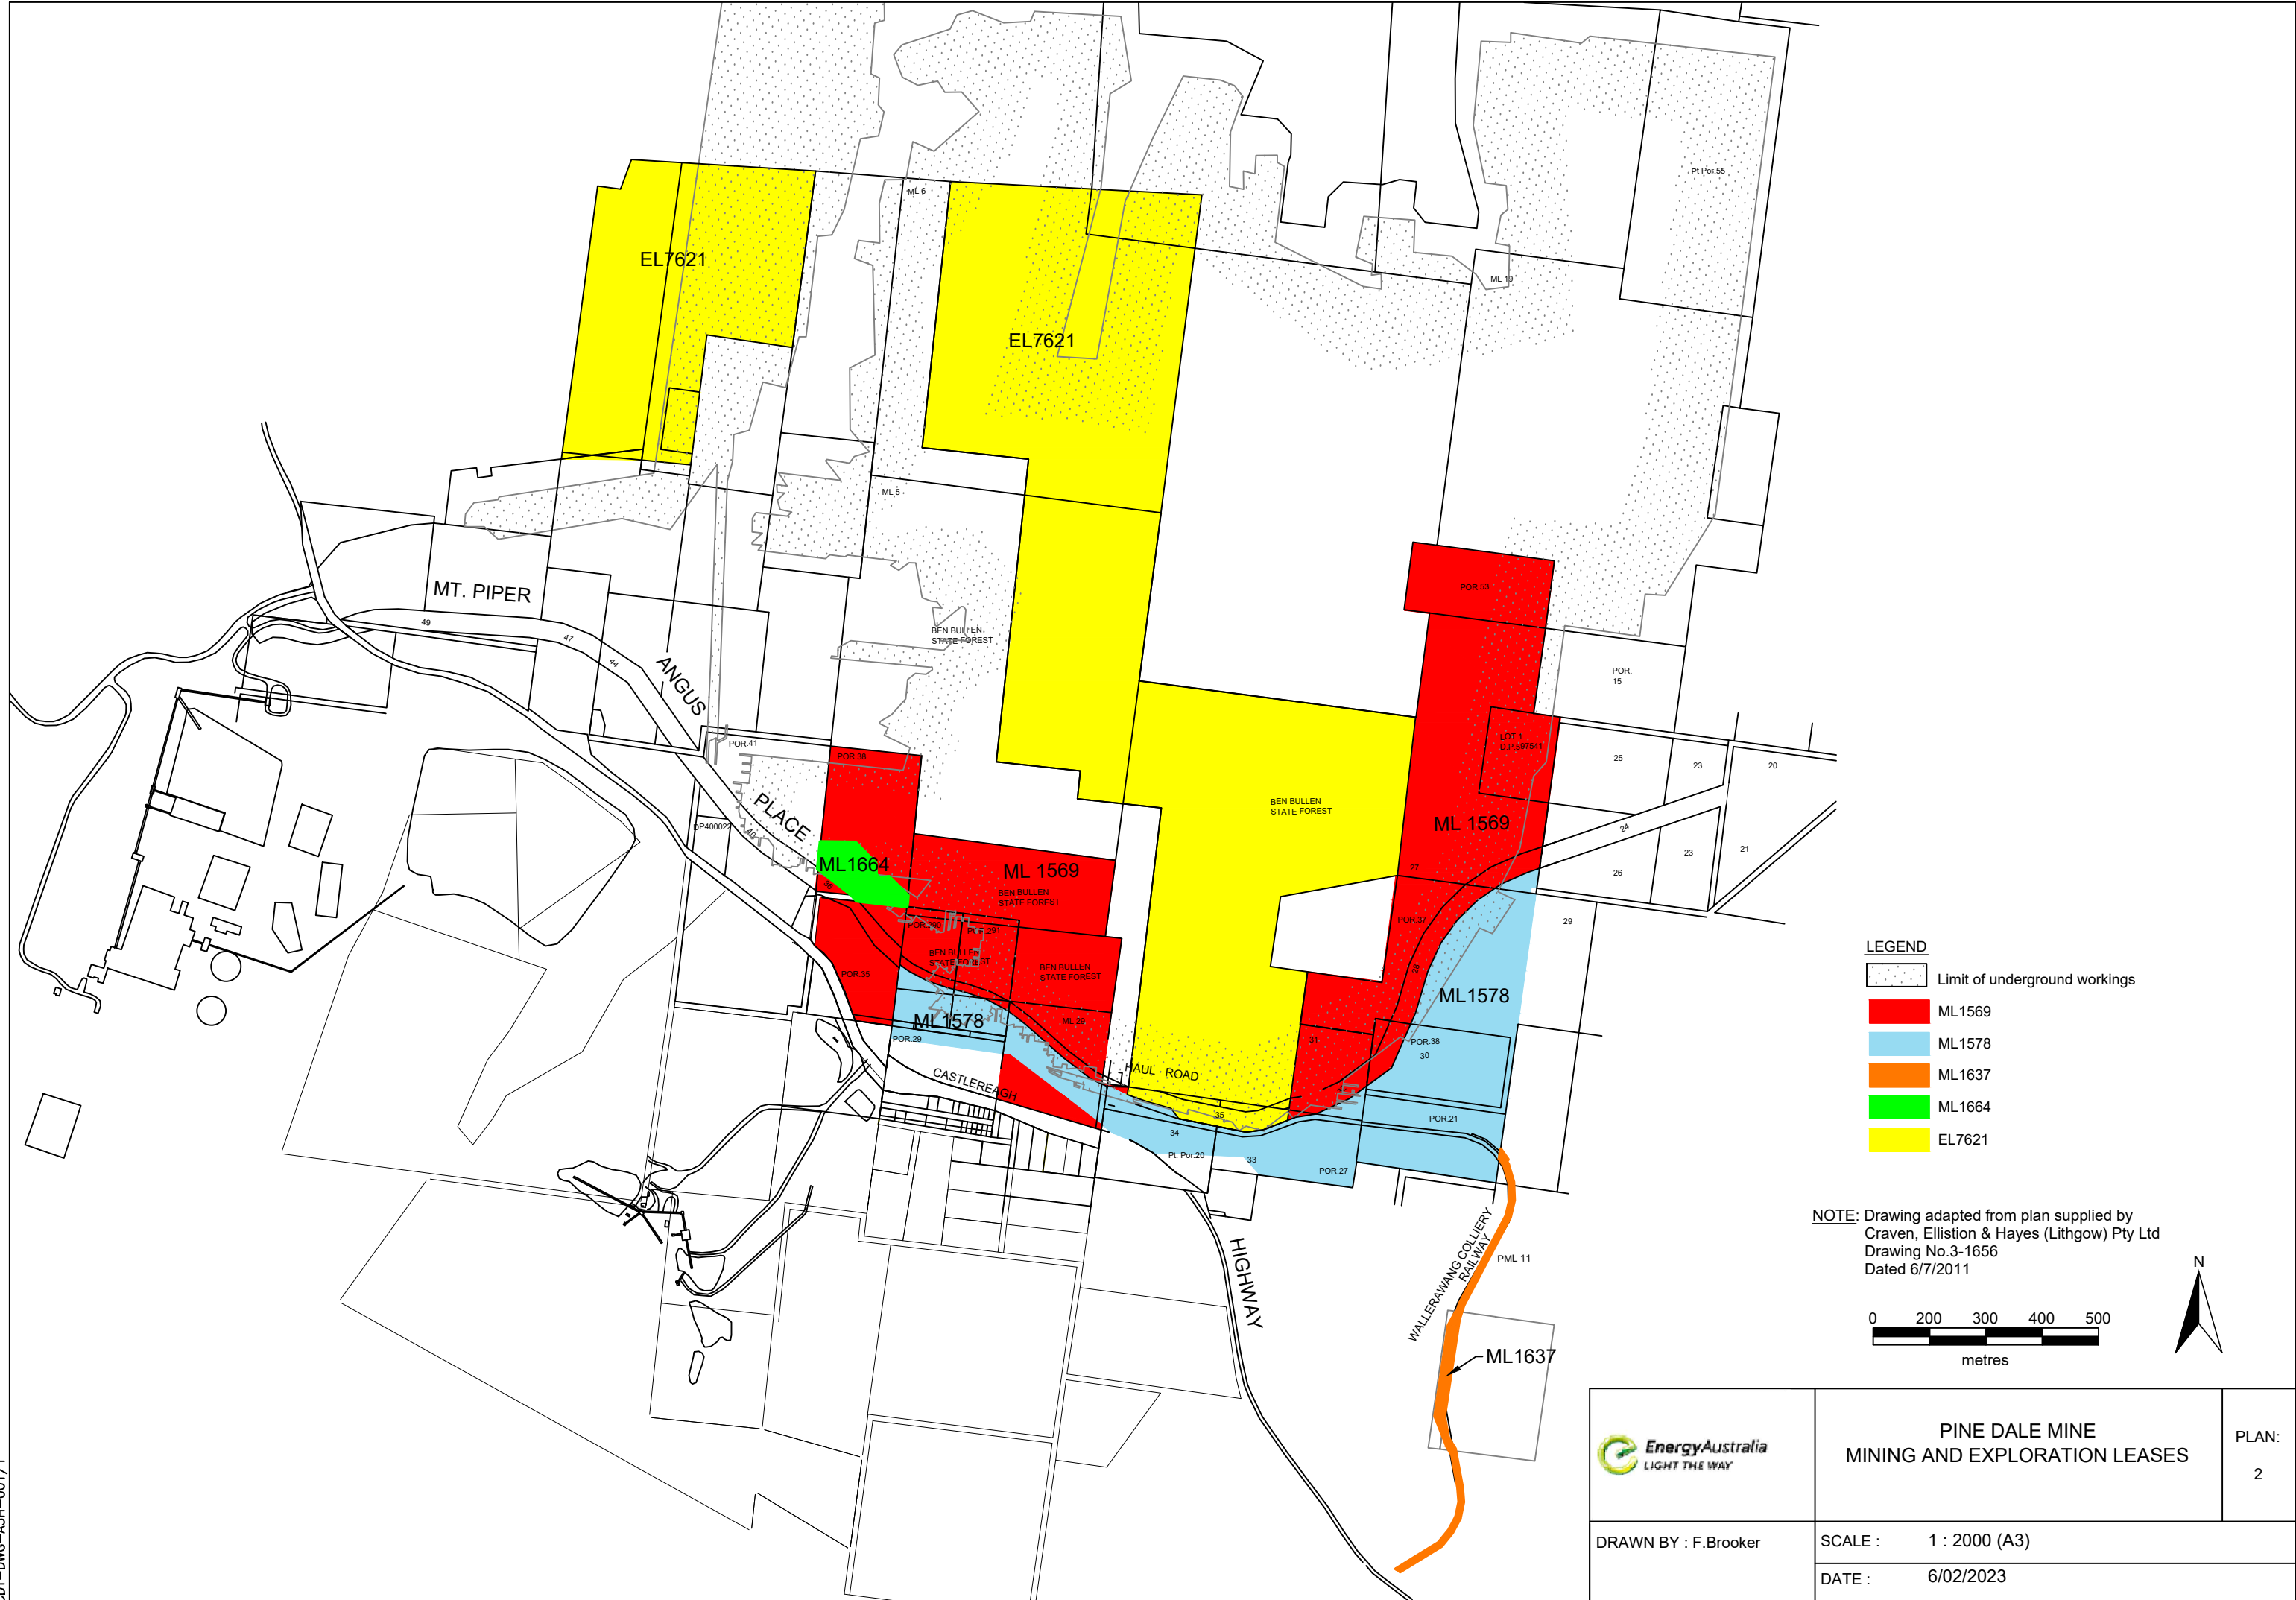 Pt Por.55
ML 6
EL7621
ML 19
EL7621
ML 5
POR.53
MT. PIPER
49
47
44
BEN BULLEN
STATE FOREST
ANGUS
POR.
15
POR.41
POR.36
LOT 1
D.P.597541
25
23
20
PLACE
DP400022
40
BEN BULLEN
STATE FOREST
ML 1569
24
ML1664
ML 1569
27
23
21
26
BEN BULLEN
STATE FOREST
POR.37
29
BEN BULLEN
STATE FOREST
BEN BULLEN
STATE FOREST
POR.35
28
ML1578
ML1578
ML 20
POR.29
31
POR.38
30
HAUL ROAD
CASTLEREAGH
35
POR.21
34
Pt. Por.20
33
POR.27
HIGHWAY
WALLERAWANG COLLIERY
RAILWAY
PML 11
ML1637
LEGEND
Limit of underground workings
ML1569
ML1578
ML1637
ML1664
EL7621
NOTE: Drawing adapted from plan supplied by
Craven, Ellistion & Hayes (Lithgow) Pty Ltd
Drawing No.3-1656
Dated 6/7/2011
N
0 200 300 400 500
metres
EnergyAustralia
LIGHT THE WAY
PINE DALE MINE
MINING AND EXPLORATION LEASES
PLAN:
2
DRAWN BY : F.Brooker
SCALE : 1 : 2000 (A3)
DATE : 6/02/2023